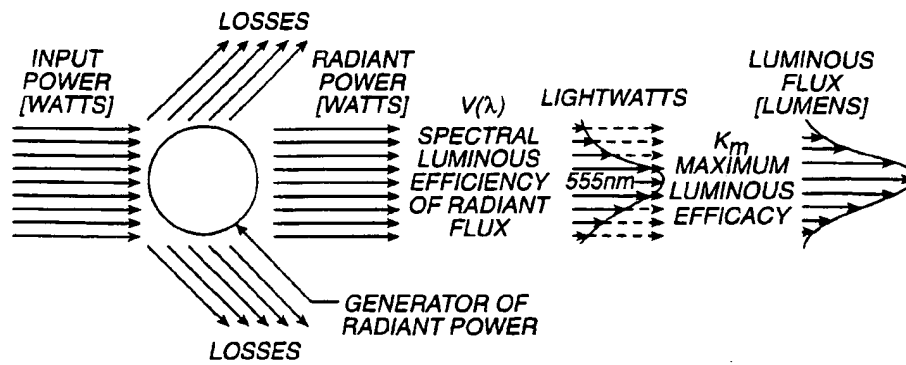 LOSSES
INPUT
POWER
[WATTS]
RADIANT
POWER
[WATTS]
V(λ)
SPECTRAL
LUMINOUS
EFFICIENCY
OF RADIANT
FLUX
LIGHTWATTS
555nm
Km
MAXIMUM
LUMINOUS
EFFICACY
LUMINOUS
FLUX
[LUMENS]
GENERATOR OF
RADIANT POWER
LOSSES